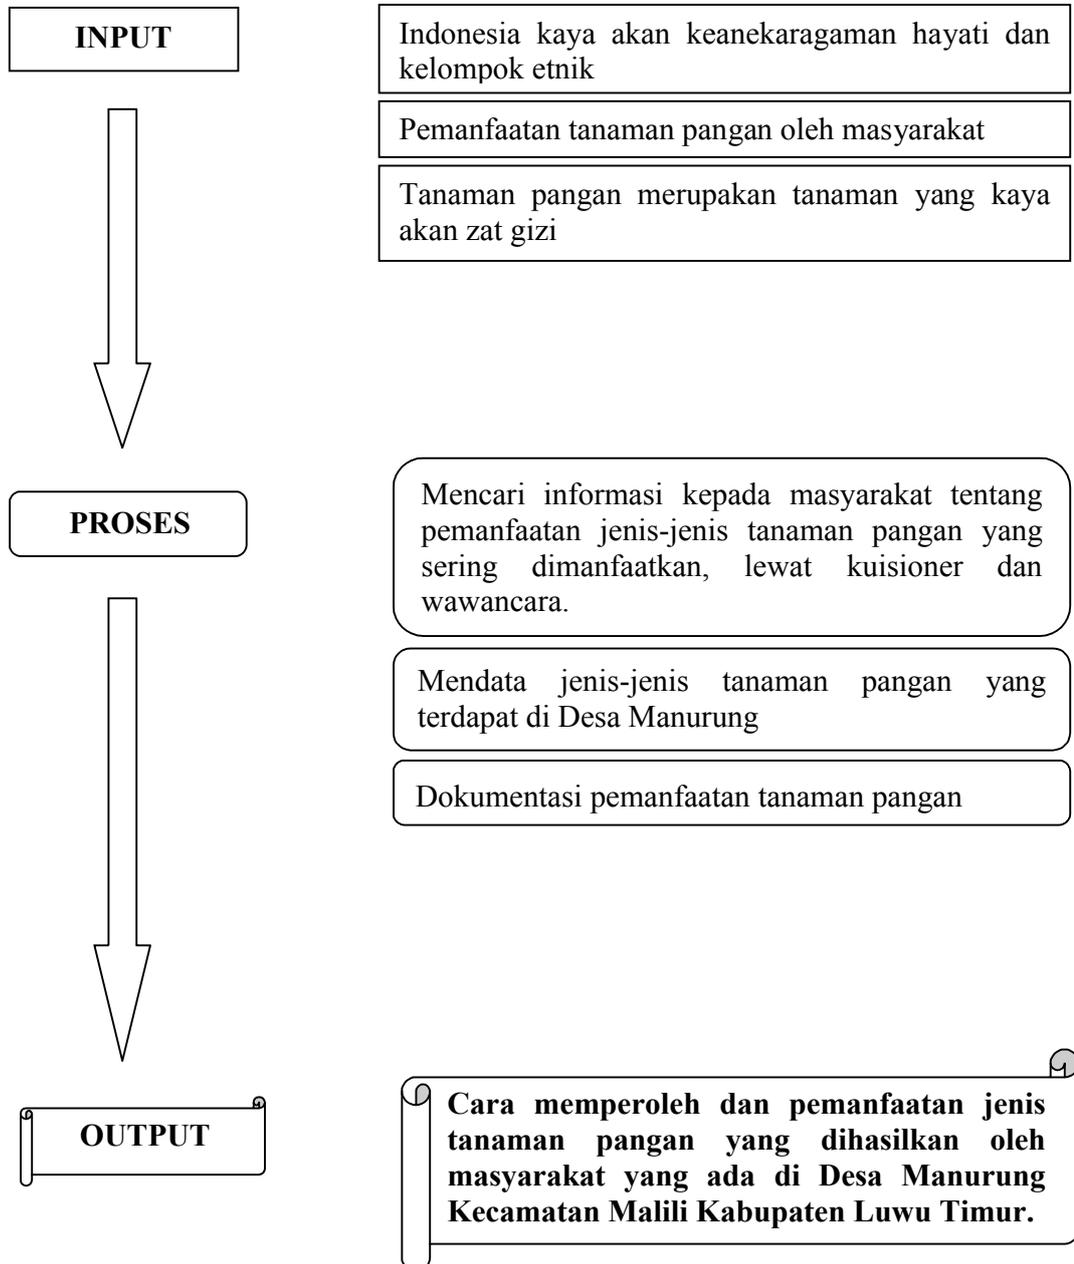 INPUT
Indonesia kaya akan keanekaragaman hayati dan
kelompok etnik
Pemanfaatan tanaman pangan oleh masyarakat
Tanaman pangan merupakan tanaman yang kaya
akan zat gizi
PROSES
Mencari informasi kepada masyarakat tentang
pemanfaatan jenis-jenis tanaman pangan yang
sering dimanfaatkan, lewat kuisioner dan
wawancara.
Mendata jenis-jenis tanaman pangan yang
terdapat di Desa Manurung
Dokumentasi pemanfaatan tanaman pangan
OUTPUT
Cara memperoleh dan pemanfaatan jenis
tanaman pangan yang dihasilkan oleh
masyarakat yang ada di Desa Manurung
Kecamatan Malili Kabupaten Luwu Timur.